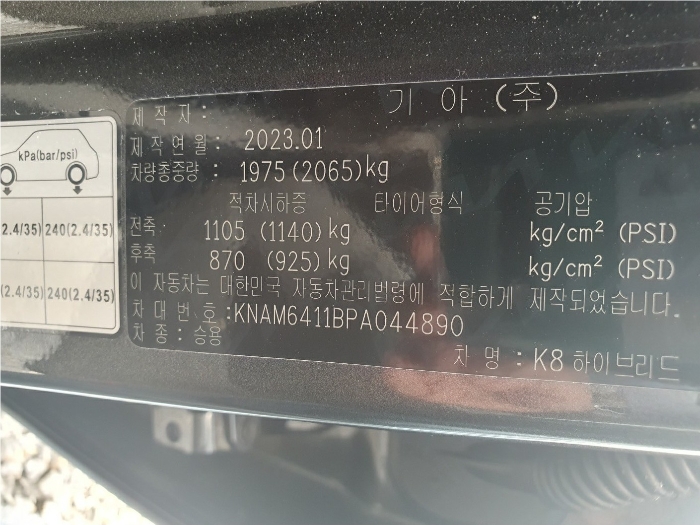 제작자: 기아(주)
제작연월: 2023.01
차량총중량: 1975(2065)kg
적차시하중 타이어형식 공기압
전축: 1105 (1140)kg kg/cm² (PSI)
후축 870 (925)kg kg/cm² (PSI)
이 자동차는 대한민국 자동차관리법령에 적합하게 제작되었습니다.
차대번호:KNAM6411BPA044890
차종: 승용
차명: K8 하이브리드
kPa(bar/psi)
2.4/35) 240(2.4/35)
(2.4/35) 240(2.4/35)